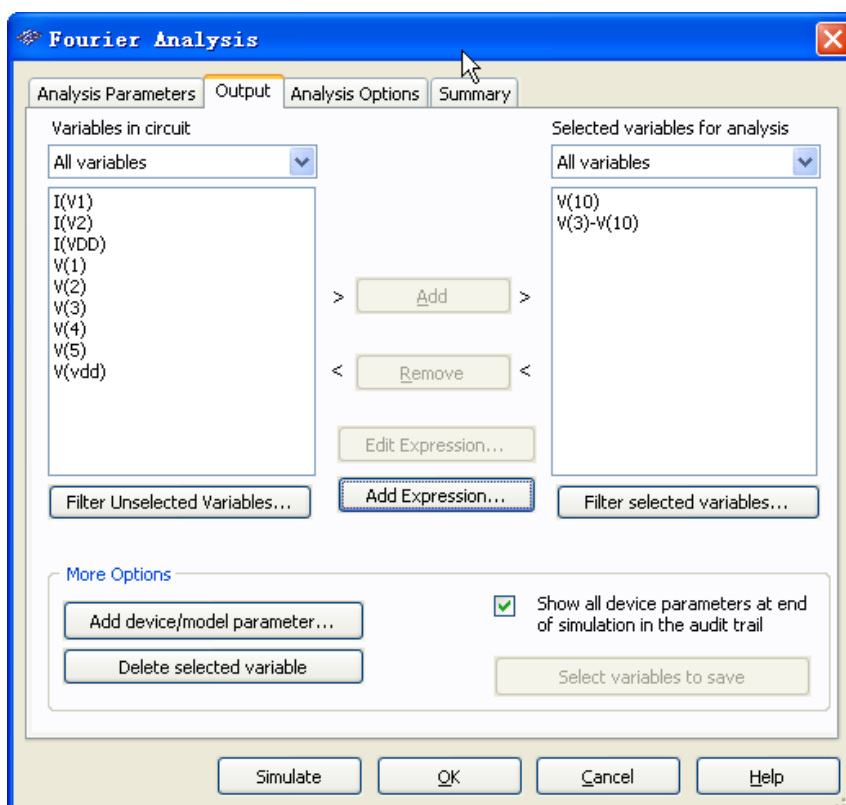 Fourier Analysis
Analysis Parameters Output Analysis Options Summary
Variables in circuit
Selected variables for analysis
All variables
All variables
I(V1)
I(V2)
I(VDD)
V(1)
V(2)
V(3)
V(4)
V(5)
V(vdd)
V(10)
V(3)-V(10)
> Add >
< Remove <
Edit Expression...
Add Expression...
Filter Unselected Variables...
Filter selected variables...
More Options
Add device/model parameter...
Delete selected variable
Show all device parameters at end
of simulation in the audit trail
Select variables to save
Simulate OK Cancel Help